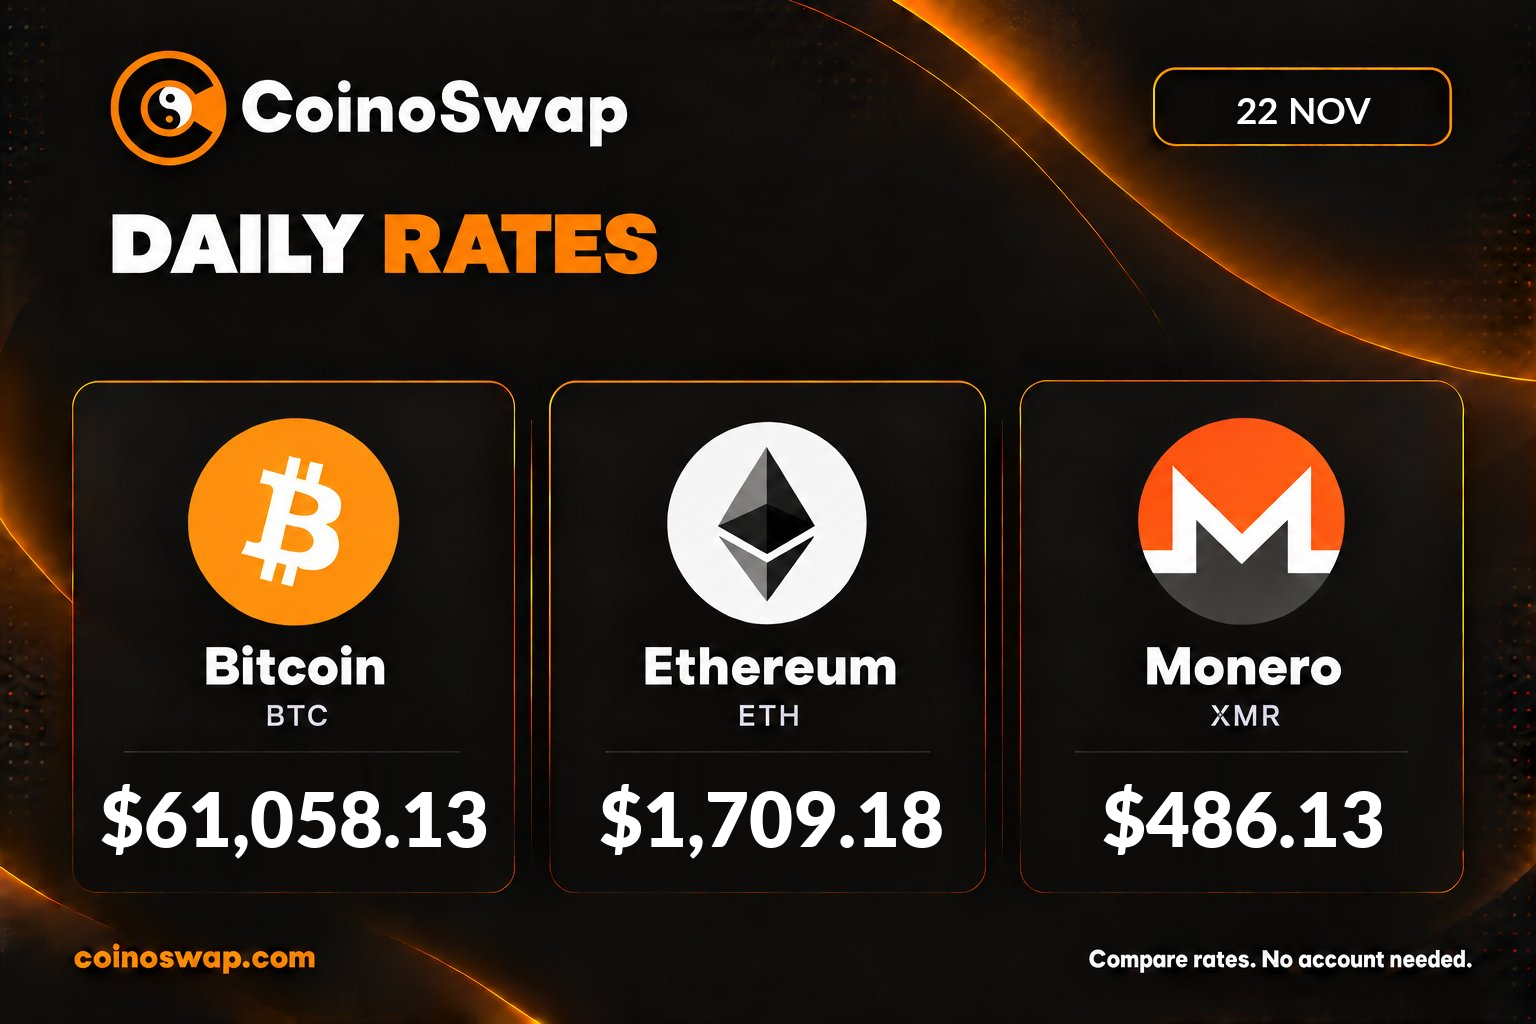 CoinoSwap
22 NOV
DAILY RATES
Bitcoin
BTC
$61,058.13
Ethereum
ETH
$1,709.18
Monero
XMR
$486.13
coinoswap.com
Compare rates. No account needed.